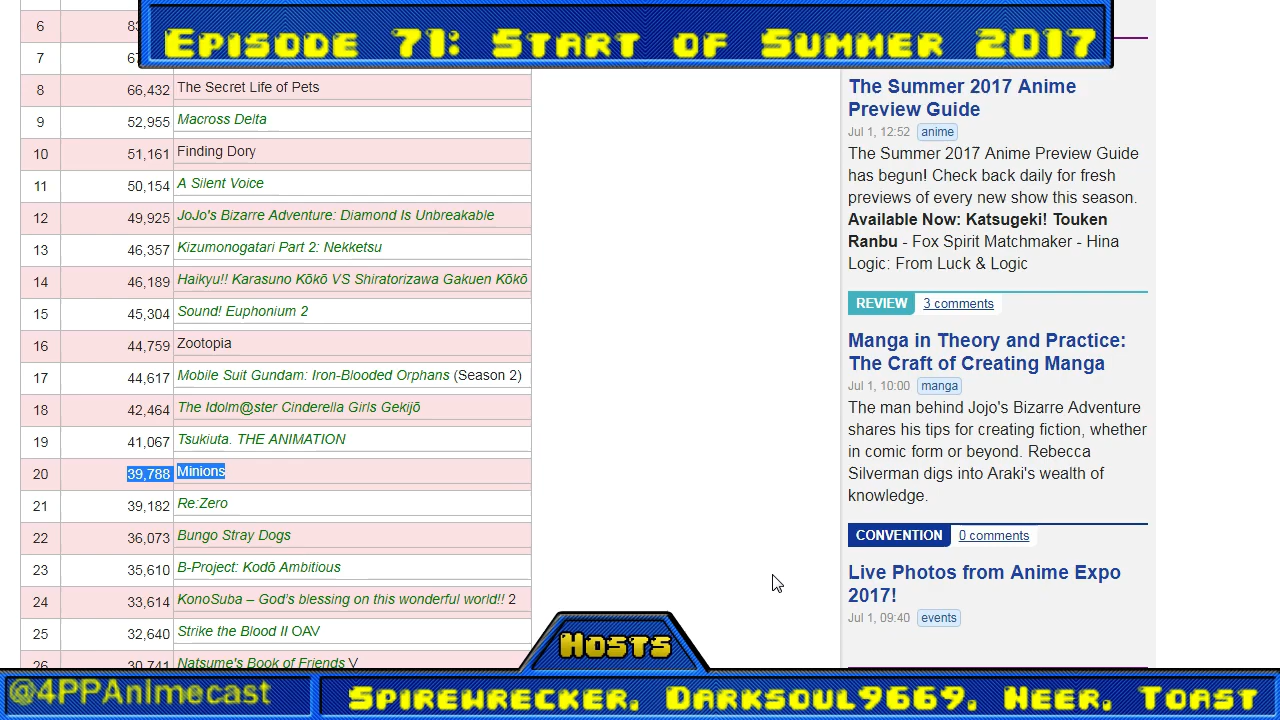 Episode 71: Start of Summer 2017
6
7
8 66,432 The Secret Life of Pets
9 52,955 Macross Delta
10 51,161 Finding Dory
11 50,154 A Silent Voice
12 49,925 JoJo's Bizarre Adventure: Diamond Is Unbreakable
13 46,357 Kizumonogatari Part 2: Nekketsu
14 46,189 Haikyu!! Karasuno Kōkō VS Shiratorizawa Gakuen Kōkō
15 45,304 Sound! Euphonium 2
16 44,759 Zootopia
17 44,617 Mobile Suit Gundam: Iron-Blooded Orphans (Season 2)
18 42,464 The Idolm@ster Cinderella Girls Gekijō
19 41,067 Tsukiuta. THE ANIMATION
20 39,788 Minions
21 39,182 Re:Zero
22 36,073 Bungo Stray Dogs
23 35,610 B-Project: Kodō Ambitious
24 33,614 KonoSuba – God's blessing on this wonderful world!! 2
25 32,640 Strike the Blood II OAV
26 30,741 Natsume's Book of Friends V
The Summer 2017 Anime
Preview Guide
Jul 1, 12:52 anime
The Summer 2017 Anime Preview Guide
has begun! Check back daily for fresh
previews of every new show this season.
Available Now: Katsugeki! Touken
Ranbu - Fox Spirit Matchmaker - Hina
Logic: From Luck & Logic
REVIEW 3 comments
Manga in Theory and Practice:
The Craft of Creating Manga
Jul 1, 10:00 manga
The man behind Jojo's Bizarre Adventure
shares his tips for creating fiction, whether
in comic form or beyond. Rebecca
Silverman digs into Araki's wealth of
knowledge.
CONVENTION 0 comments
Live Photos from Anime Expo
2017!
Jul 1, 09:40 events
Hosts
@4PPAnimecast
Spirewrecker, Darksoul9669, Neer, Toast